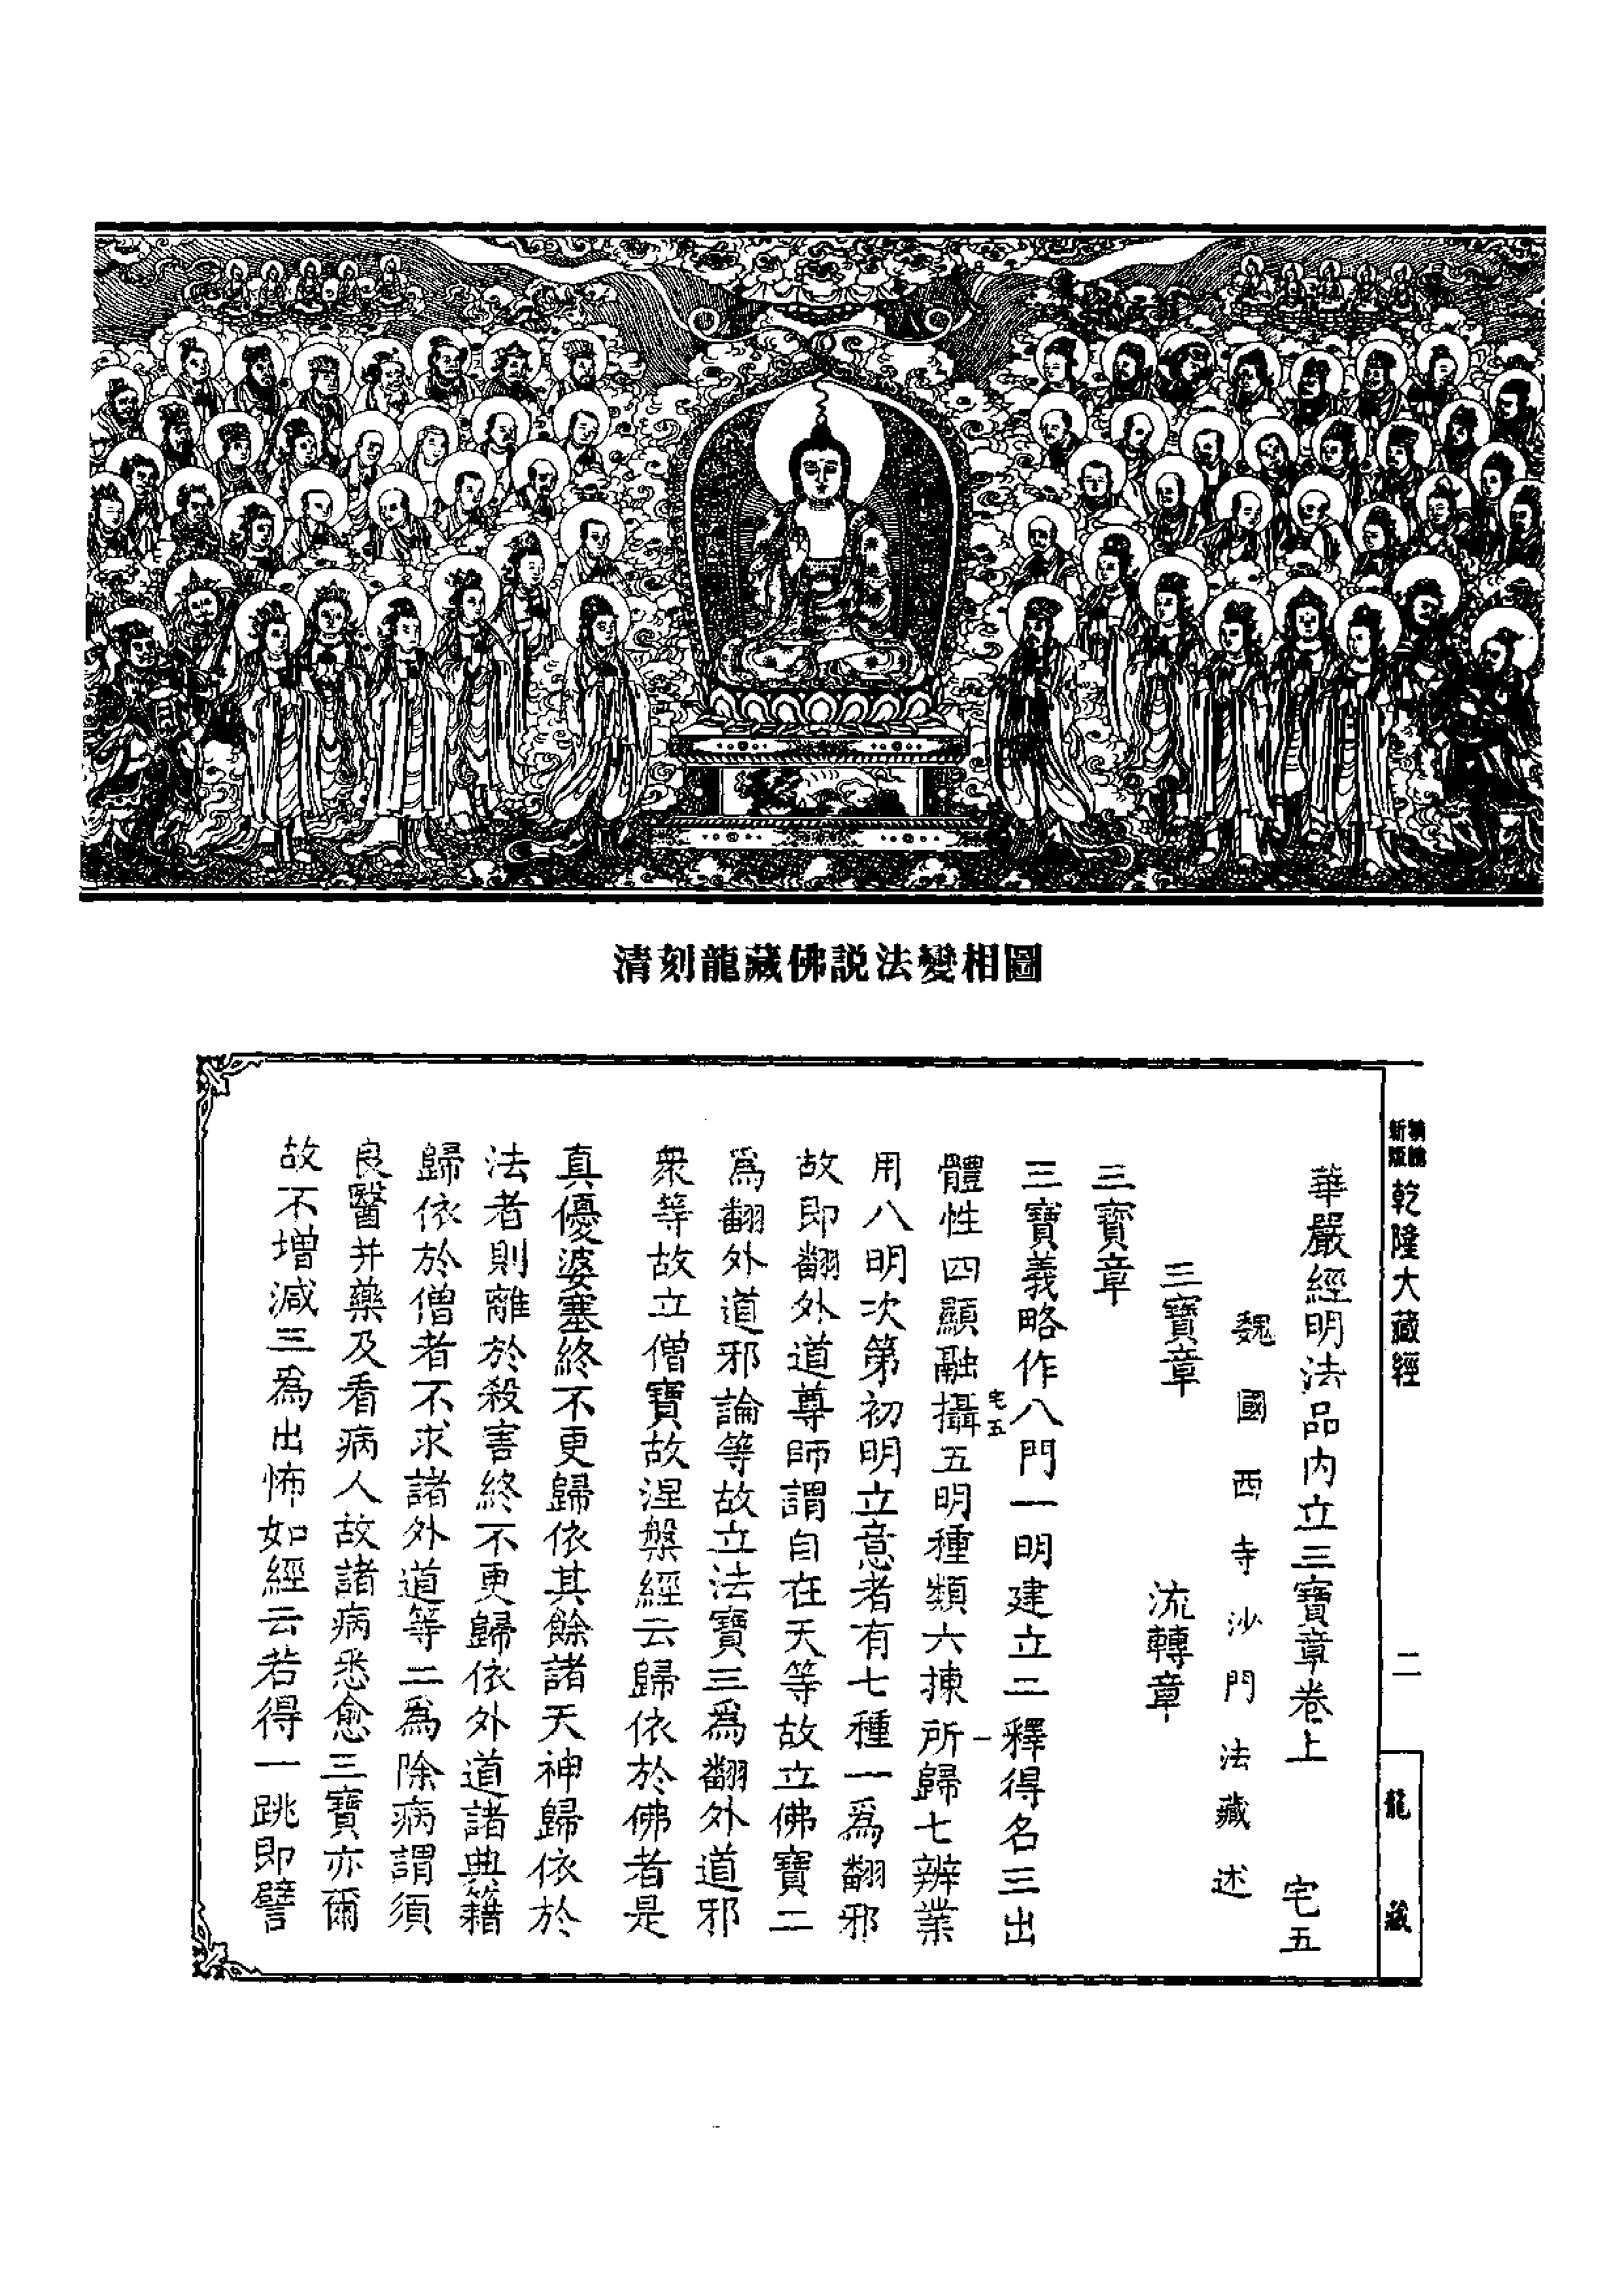 清刻龍藏佛説法變相圖
新版
乾隆大藏經
二
龍藏
華嚴經明法品内立三寶章卷上 宅五
魏國西寺沙門法藏述
三寶章 流轉章
三寶章
三寶義略作八門一明建立二釋得名三出
宅五 一
體性四顯融攝五明種類六揀所歸七辨業
用八明次第初明立意者有七種一爲翻邪
故即翻外道尊師謂自在天等故立佛寶二
爲翻外道邪論等故立法寶三爲翻外道邪
衆等故立僧寶故涅槃經云歸依於佛者是
真優婆塞終不更歸依其餘諸天神歸依於
法者則離於殺害終不更歸依外道諸典籍
歸依於僧者不求諸外道等二爲除病謂須
良醫并藥及看病人故諸病悉愈三寶亦爾
故不增減三爲出怖如經云若得一跳即譬